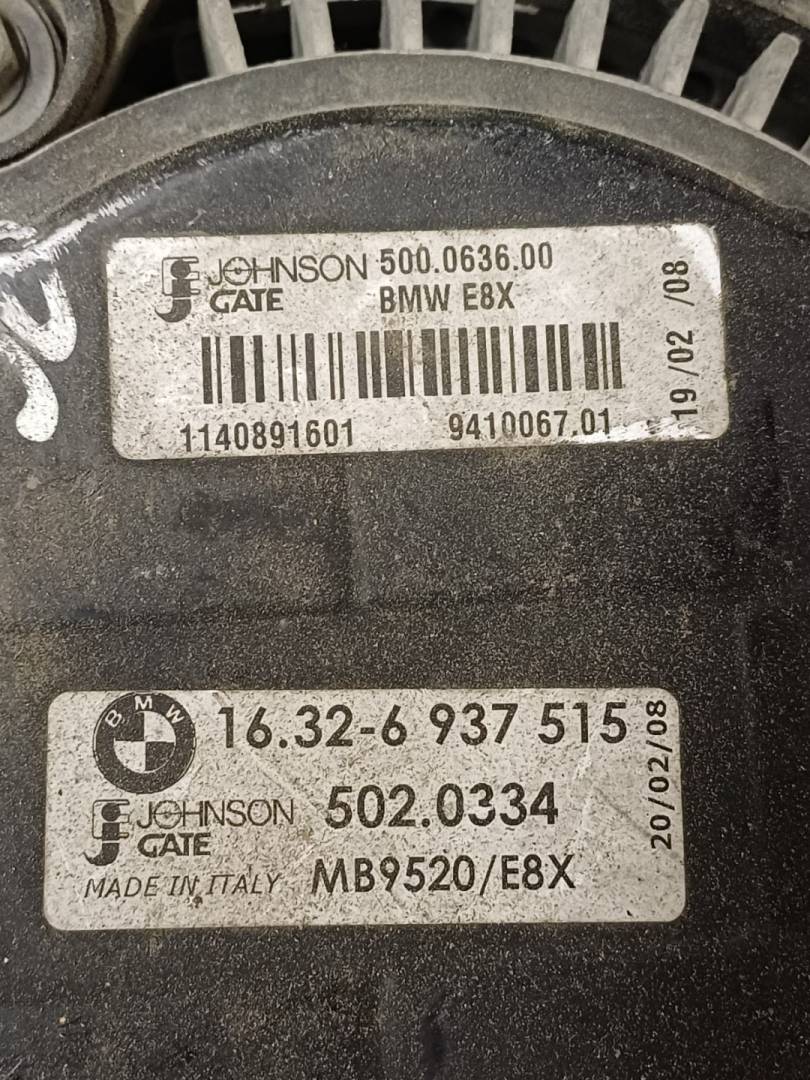 JOHNSON 500.0636.00
GATE BMW E8X
1140891601 9410067.01
19/02 /08
BMW 16.32-6 937 515
JOHNSON 502.0334
GATE
MADE IN ITALY MB9520/E8X
20/02/08